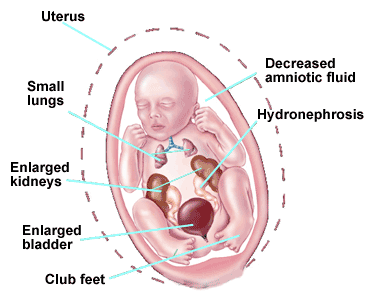 Uterus
Decreased
amniotic fluid
Small
lungs
Hydronephrosis
Enlarged
kidneys
Enlarged
bladder
Club feet